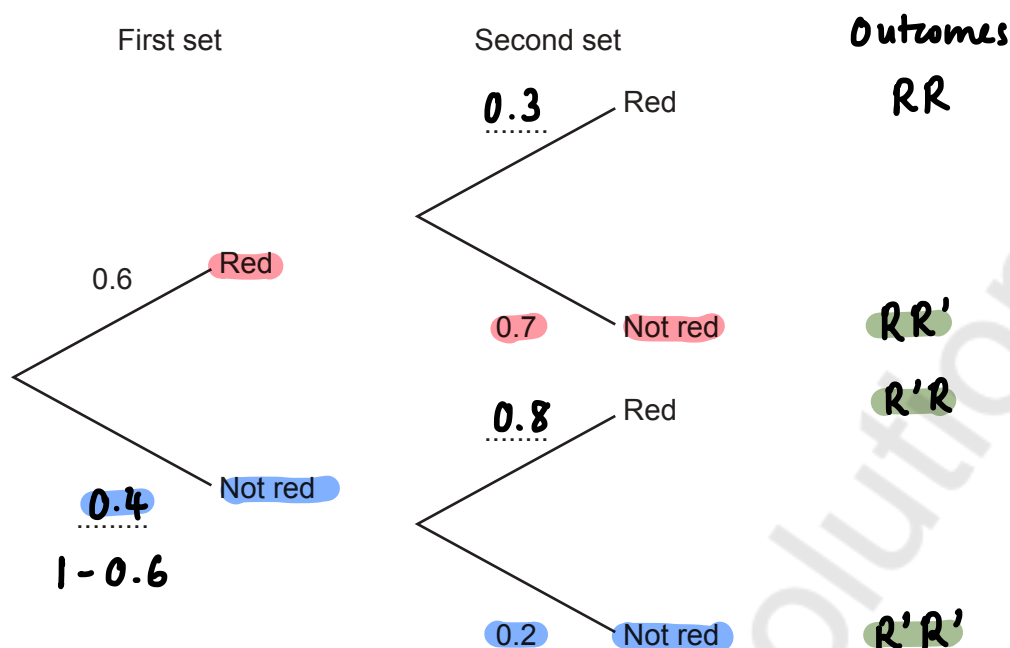 First set Second set Outcomes
0.3 Red RR
0.6 Red
0.7 Not red RR'
0.8 Red R'R
0.4 Not red
1-0.6
0.2 Not red R'R'